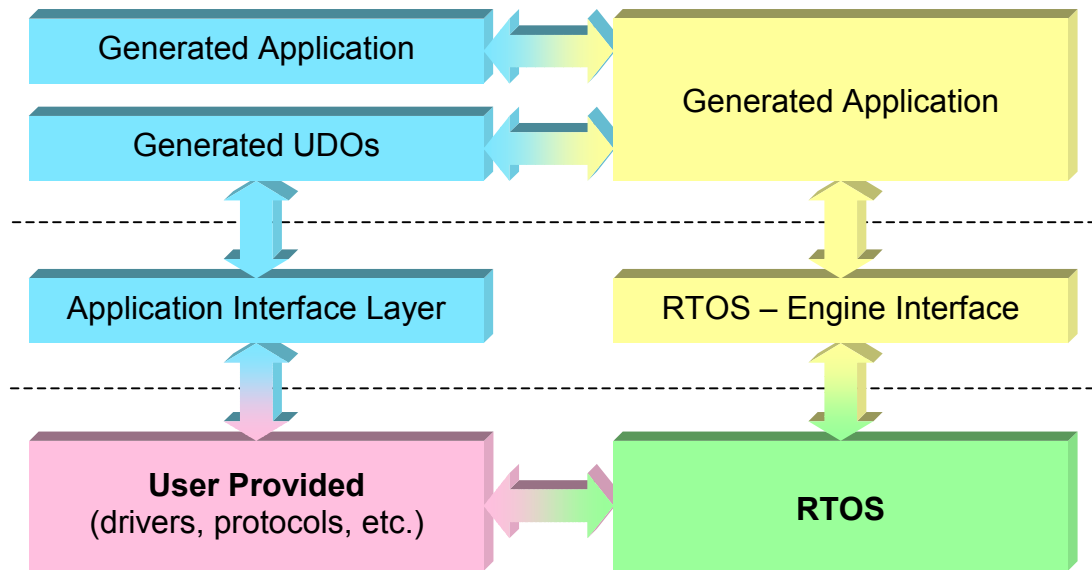 Generated Application
Generated Application
Generated UDOs
Application Interface Layer
RTOS – Engine Interface
User Provided
(drivers, protocols, etc.)
RTOS